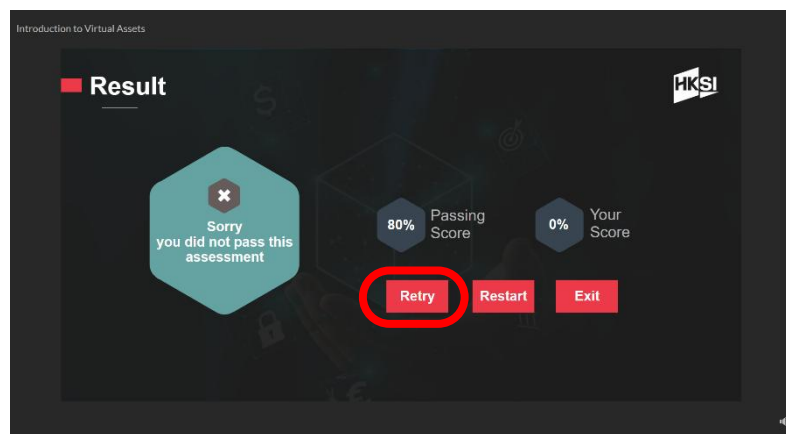 Introduction to Virtual Assets
Result
HKSI
Sorry
you did not pass this
assessment
80%
Passing
Score
0%
Your
Score
Retry
Restart
Exit